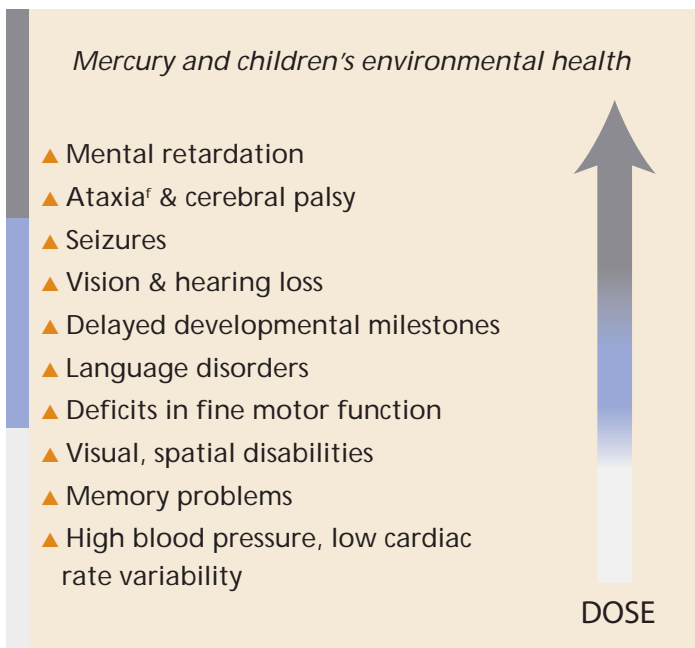 Mercury and children's environmental health
▲ Mental retardation
▲ Ataxiaᶠ & cerebral palsy
▲ Seizures
▲ Vision & hearing loss
▲ Delayed developmental milestones
▲ Language disorders
▲ Deficits in fine motor function
▲ Visual, spatial disabilities
▲ Memory problems
▲ High blood pressure, low cardiac
rate variability
DOSE